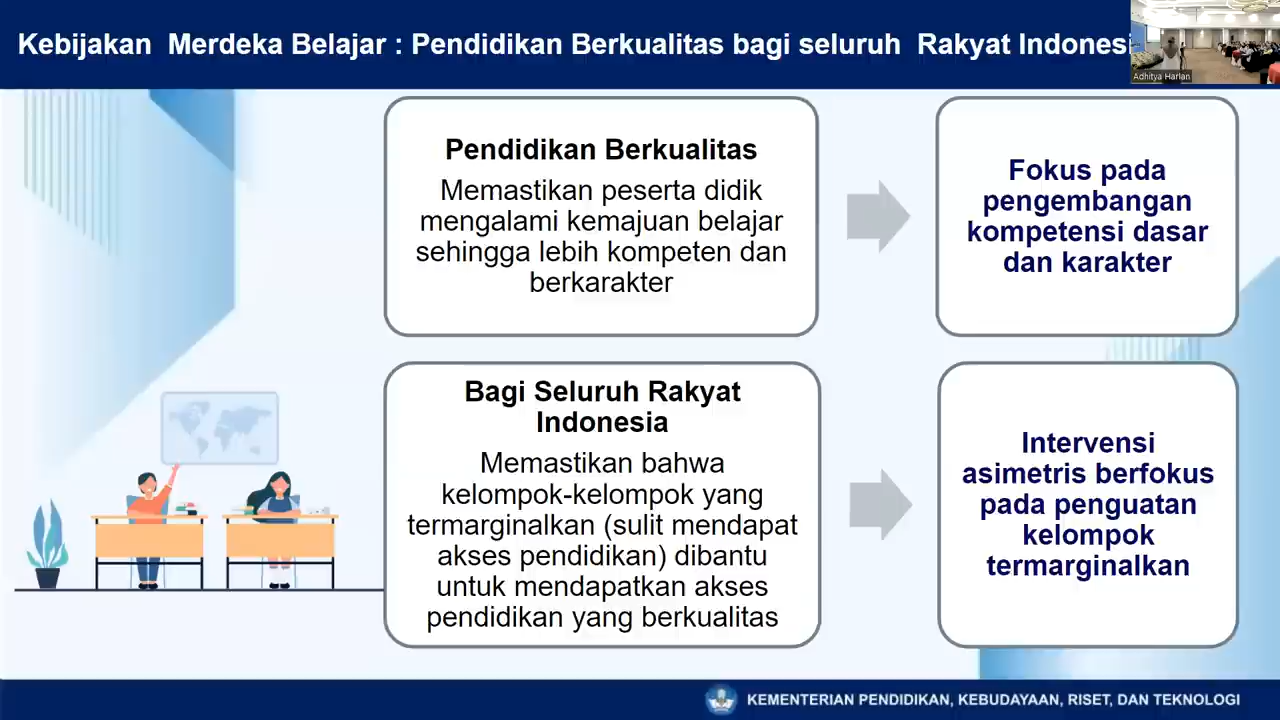 Kebijakan Merdeka Belajar : Pendidikan Berkualitas bagi seluruh Rakyat Indonesi
Adhitya Harlan
Pendidikan Berkualitas
Memastikan peserta didik
mengalami kemajuan belajar
sehingga lebih kompeten dan
berkarakter
Fokus pada
pengembangan
kompetensi dasar
dan karakter
Bagi Seluruh Rakyat
Indonesia
Memastikan bahwa
kelompok-kelompok yang
termarginalkan (sulit mendapat
akses pendidikan) dibantu
untuk mendapatkan akses
pendidikan yang berkualitas
Intervensi
asimetris berfokus
pada penguatan
kelompok
termarginalkan
KEMENTERIAN PENDIDIKAN, KEBUDAYAAN, RISET, DAN TEKNOLOGI